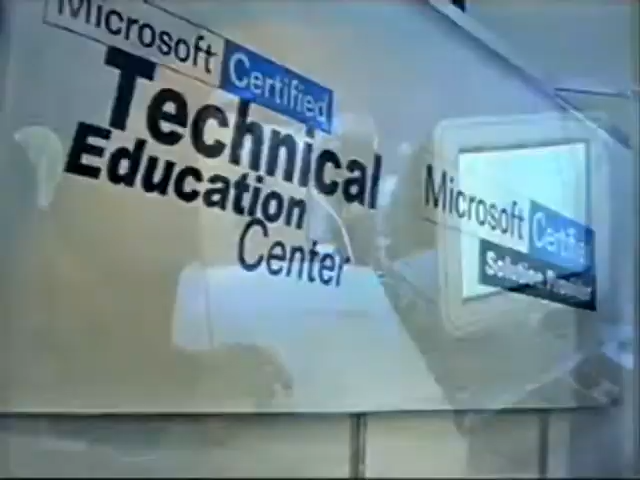 Microsoft Certified
Technical
Education
Center
Microsoft Certified
Solution Provider